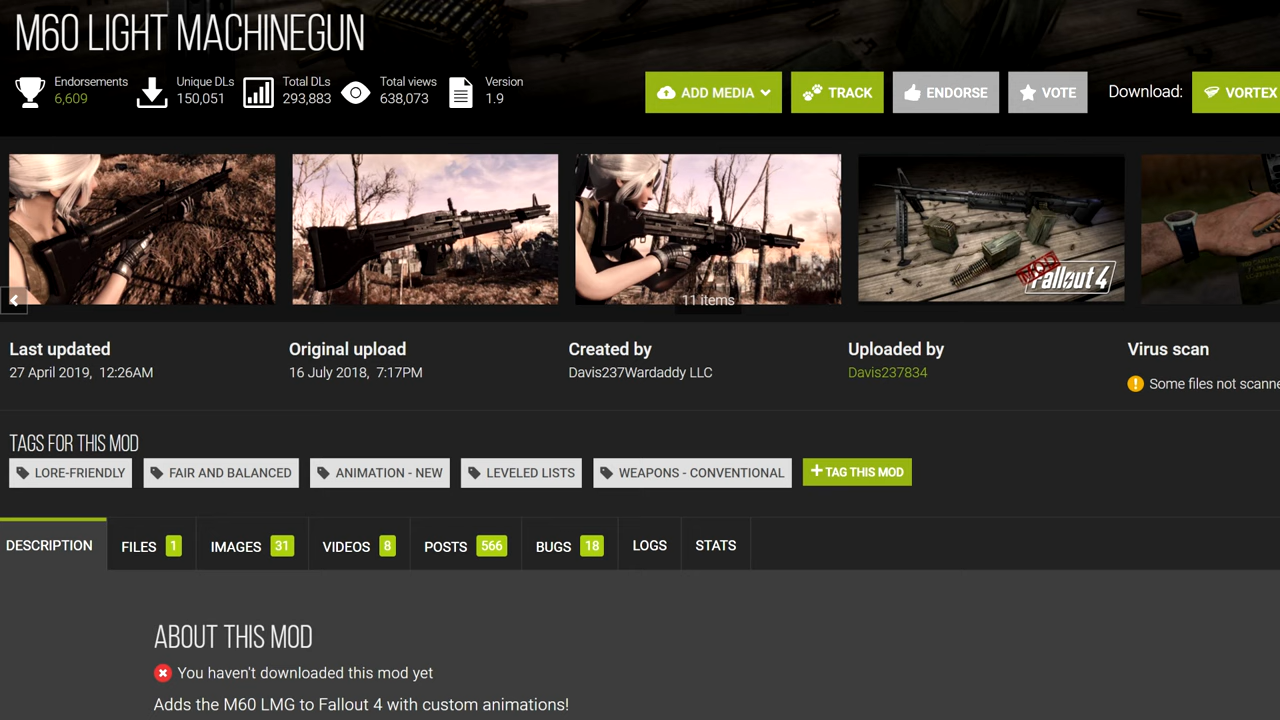 M60 LIGHT MACHINEGUN
Endorsements
6,609
Unique DLs
150,051
Total DLs
293,883
Total views
638,073
Version
1.9
ADD MEDIA
TRACK
ENDORSE
VOTE
Download:
VORTEX
11 items
Fallout 4
Last updated
27 April 2019, 12:26AM
Original upload
16 July 2018, 7:17PM
Created by
Davis237Wardaddy LLC
Uploaded by
Davis237834
Virus scan
Some files not scanne
TAGS FOR THIS MOD
LORE-FRIENDLY
FAIR AND BALANCED
ANIMATION - NEW
LEVELED LISTS
WEAPONS - CONVENTIONAL
+ TAG THIS MOD
DESCRIPTION
FILES 1
IMAGES 31
VIDEOS 8
POSTS 566
BUGS 18
LOGS
STATS
ABOUT THIS MOD
You haven't downloaded this mod yet
Adds the M60 LMG to Fallout 4 with custom animations!